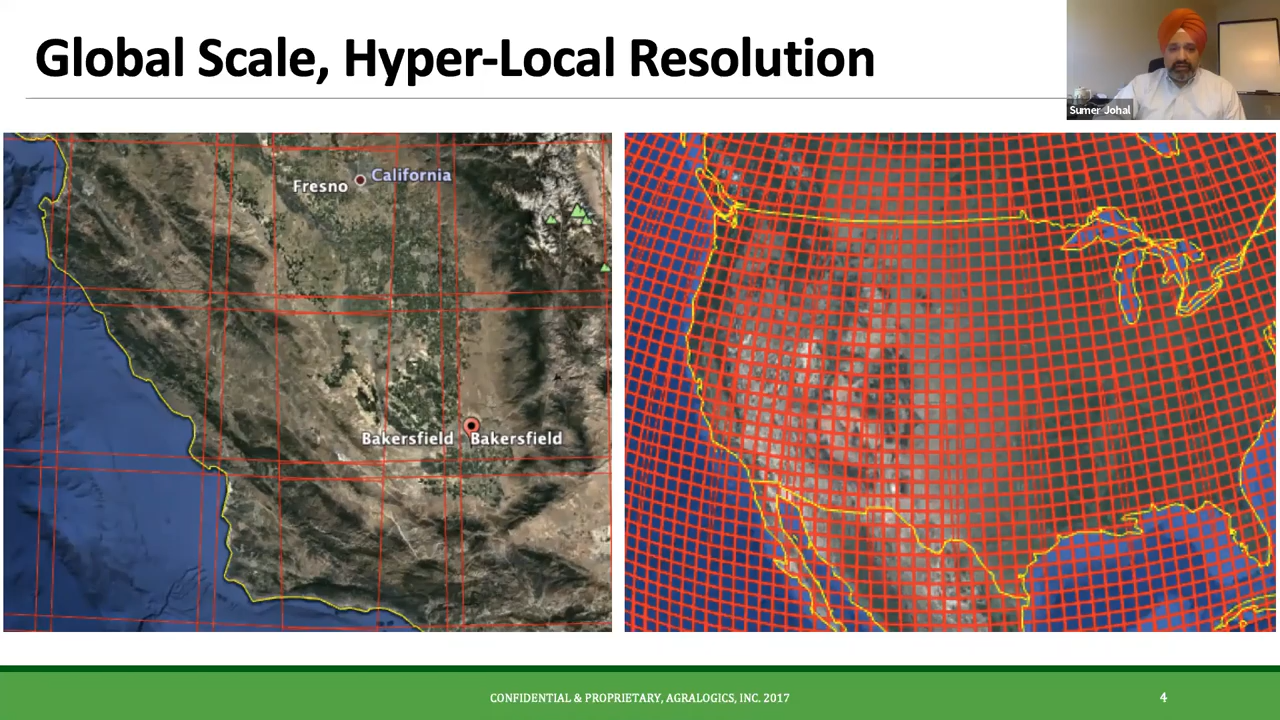 Global Scale, Hyper-Local Resolution
Sumer Johal
Fresno
California
Bakersfield
Bakersfield
CONFIDENTIAL & PROPRIETARY, AGRALOGICS, INC. 2017
4